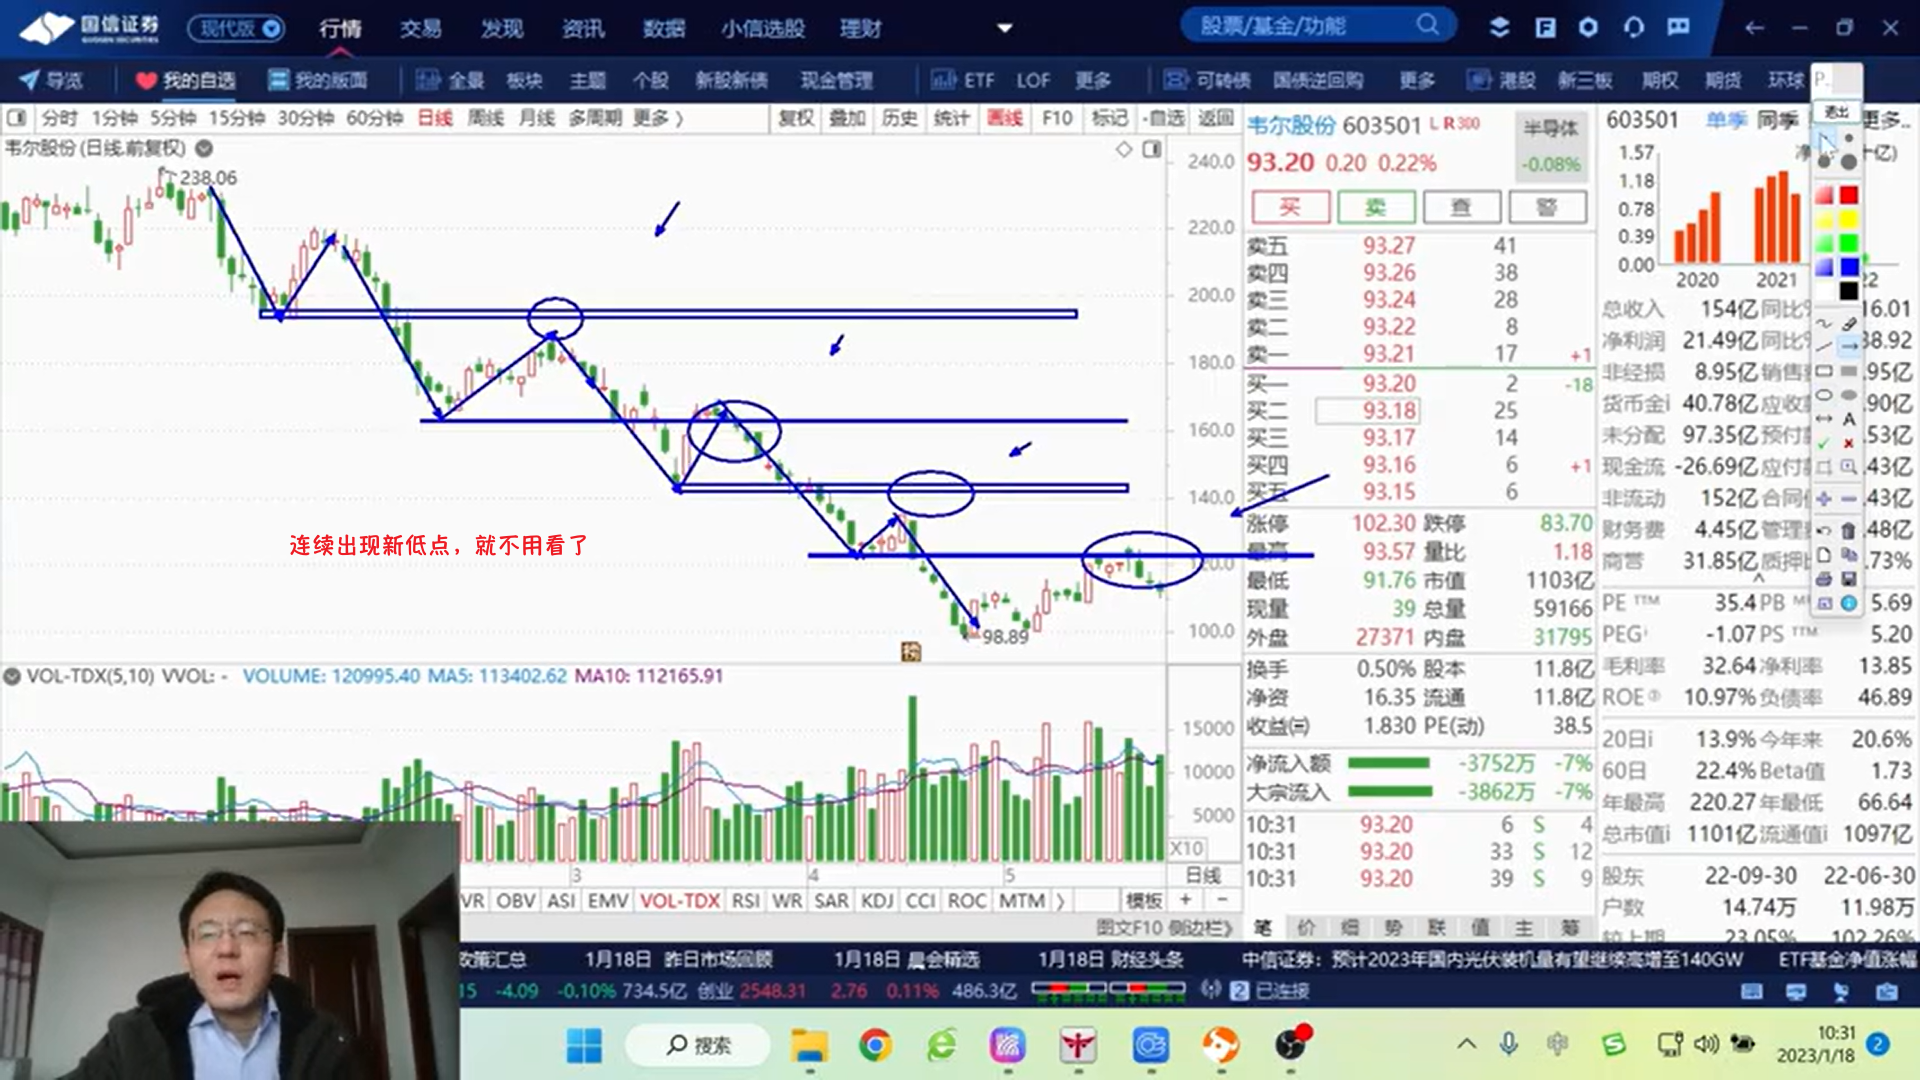 国信证券 现代版 行情 交易 发现 资讯 数据 小信选股 理财 股票/基金/功能
GUOSEN SECURITIES
导览 我的自选 我的版面 全景 板块 主题 个股 新股新债 现金管理 ETF LOF 更多 可转债 国债逆回购 更多 港股 新三板 期权 期货 环球
退出
分时 1分钟 5分钟 15分钟 30分钟 60分钟 日线 周线 月线 多周期 更多 〉 复权 叠加 历史 统计 画线 F10 标记 -自选 返回
韦尔股份 603501 L R300
半导体
-0.08%
603501 单季 同季 更多..
韦尔股份(日线.前复权)
238.06
240.0
220.0
200.0
180.0
160.0
140.0
120.0
100.0
98.89
连续出现新低点，就不用看了
93.20 0.20 0.22%
买 卖 查 警
卖五 93.27 41
卖四 93.26 38
卖三 93.24 28
卖二 93.22 8
卖一 93.21 17 +1
买一 93.20 2 -18
买二 93.18 25
买三 93.17 14
买四 93.16 6 +1
买五 93.15 6
涨停 102.30 跌停 83.70
最高 93.57 量比 1.18
最低 91.76 市值 1103亿
现量 39 总量 59166
外盘 27371 内盘 31795
换手 0.50% 股本 11.8亿
净资 16.35 流通 11.8亿
收益㈢ 1.830 PE(动) 38.5
净流入额 -3752万 -7%
大宗流入 -3862万 -7%
10:31 93.20 6 S 4
10:31 93.20 33 S 12
10:31 93.20 39 S 9
笔 价 细 势 联 值 主 筹
1.57
1.18
0.78
0.39
0.00
2020 2021
总收入 154亿 同比% 16.01
净利润 21.49亿 同比% 38.92
非经损 8.95亿 销售费 .95亿
货币金i 40.78亿 应收款 .90亿
未分配 97.35亿 预付款 .53亿
现金流 -26.69亿 应付款 .43亿
非流动 152亿 合同 .43亿
财务费 4.45亿 管理费 .48亿
商誉 31.85亿 质押比 .73%
PE TTM 35.4 PB 5.69
PEG -1.07 PS TTM 5.20
毛利率 32.64 净利率 13.85
ROE 10.97% 负债率 46.89
20日i 13.9% 今年来 20.6%
60日 22.4% Beta值 1.73
年最高 220.27 年最低 66.64
总市值i 1101亿 流通值i 1097亿
股东 22-09-30 22-06-30
户数 14.74万 11.98万
较上期 23.05% 102.26%
VOL-TDX(5,10) VVOL: - VOLUME: 120995.40 MA5: 113402.62 MA10: 112165.91
15000
10000
5000
X10
3 4 5 日线
VR OBV ASI EMV VOL-TDX RSI WR SAR KDJ CCI ROC MTM 〉 模板 + −
图文F10 侧边栏》
政策汇总 1月18日 昨日市场回顾 1月18日 晨会精选 1月18日 财经头条 中信证券：预计2023年国内光伏装机量有望继续高增至140GW ETF基金净值涨幅
15 -4.09 -0.10% 734.5亿 创业 2548.31 2.76 0.11% 486.3亿 2 已连接
搜索
中
10:31
2023/1/18
2